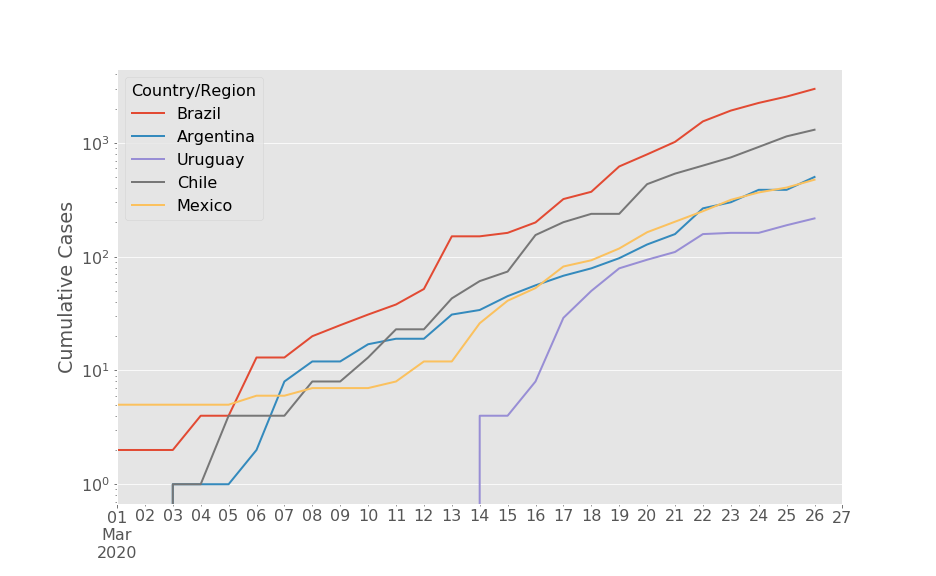 Country/Region
Brazil
Argentina
Uruguay
Chile
Mexico
Cumulative Cases
10³
10²
10¹
10⁰
01 02 03 04 05 06 07 08 09 10 11 12 13 14 15 16 17 18 19 20 21 22 23 24 25 26 27
Mar
2020